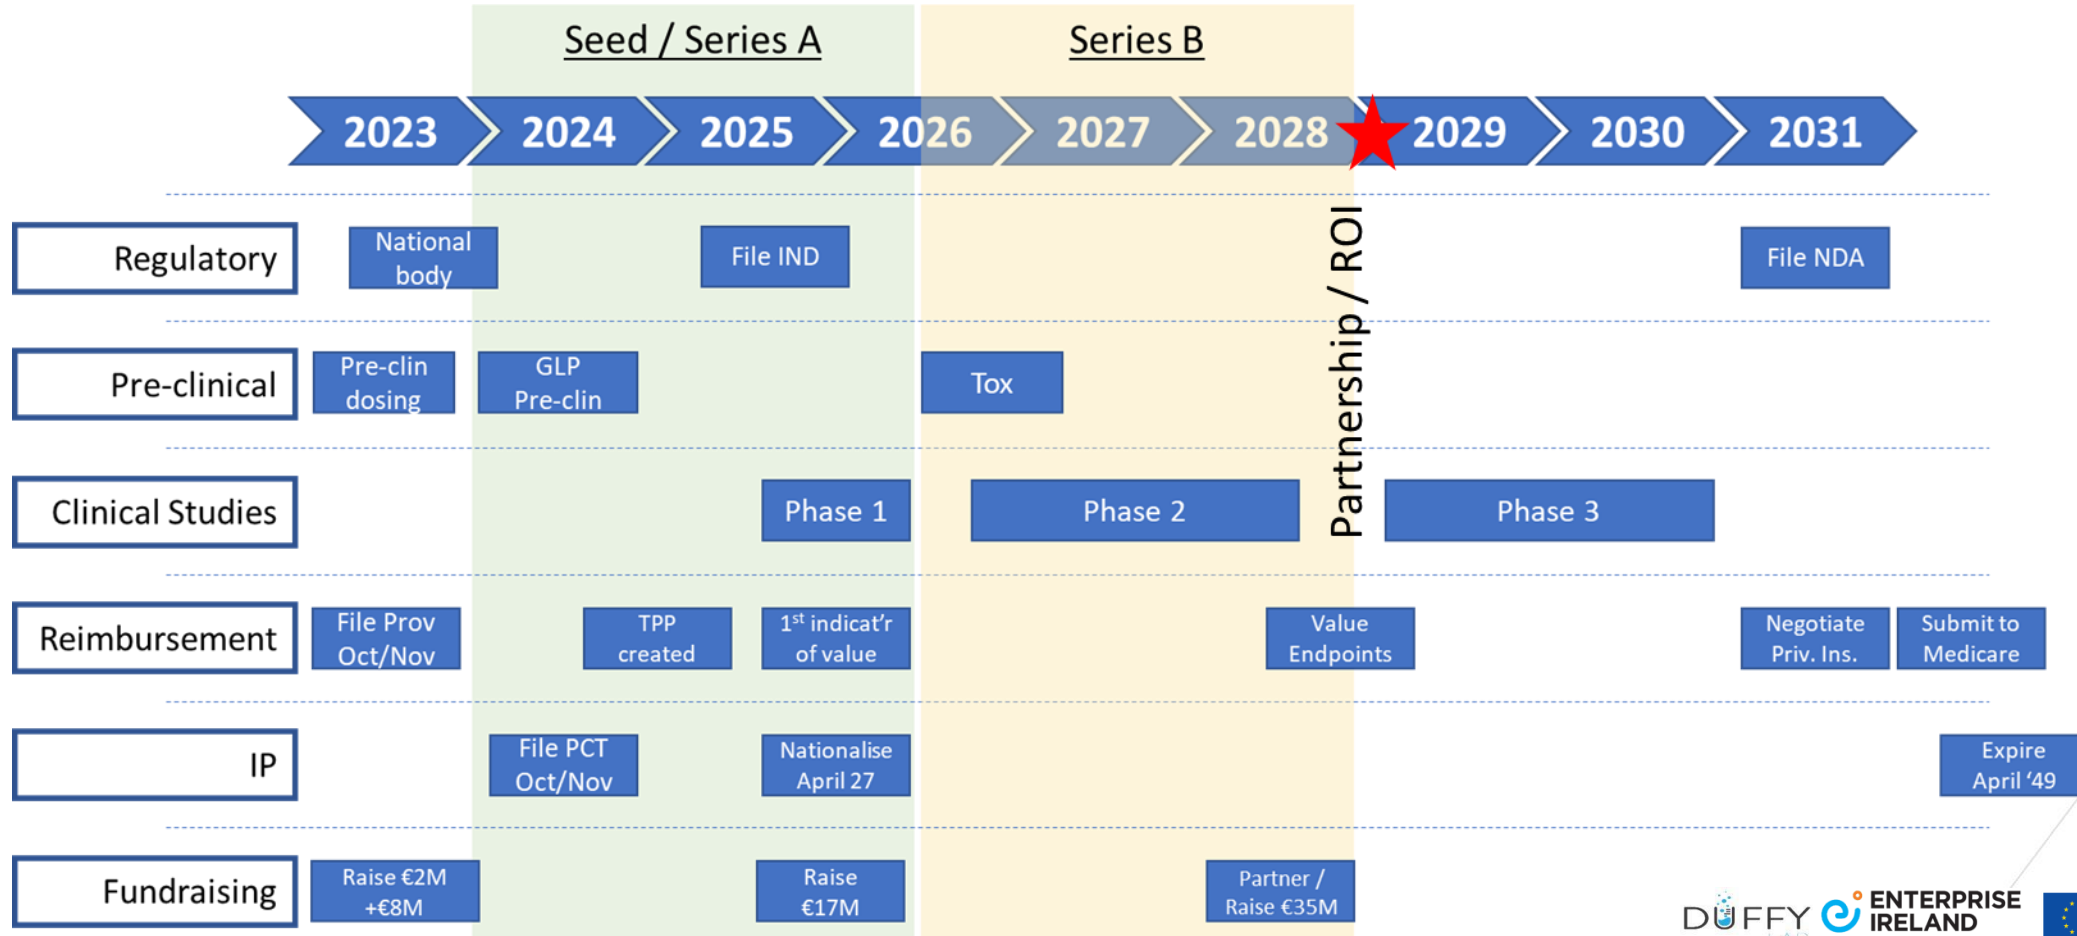 Seed / Series A
Series B
2023
2024
2025
2026
2027
2028
2029
2030
2031
Partnership / ROI
Regulatory
National
body
File IND
File NDA
Pre-clinical
Pre-clin
dosing
GLP
Pre-clin
Tox
Clinical Studies
Phase 1
Phase 2
Phase 3
Reimbursement
File Prov
Oct/Nov
TPP
created
1st indicat'r
of value
Value
Endpoints
Negotiate
Priv. Ins.
Submit to
Medicare
IP
File PCT
Oct/Nov
Nationalise
April 27
Expire
April ‘49
Fundraising
Raise €2M
+€8M
Raise
€17M
Partner /
Raise €35M
DUFFY
ENTERPRISE
IRELAND